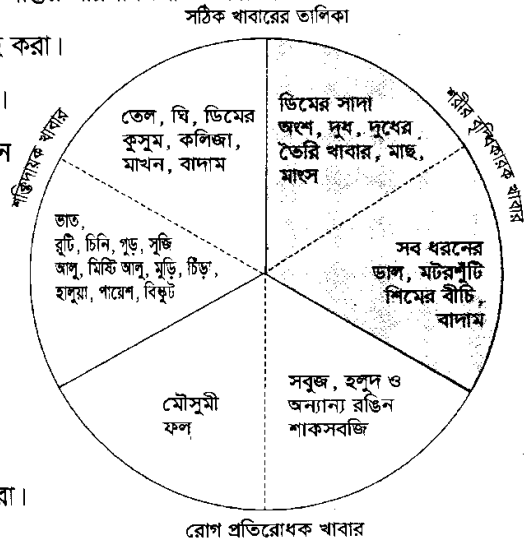 সঠিক খাবারের তালিকা
করা।
।
ন
শক্তিদায়ক খাবার
তেল, ঘি, ডিমের
কুসুম, কলিজা,
মাখন, বাদাম
ডিমের সাদা
অংশ, দুধ, দুধের
তৈরি খাবার, মাছ,
মাংস
শরীর বৃদ্ধিকারক খাবার
ভাত,
রুটি, চিনি, গুড়, সুজি
আলু, মিষ্টি আলু, মুড়ি, চিঁড়া,
হালুয়া, পায়েশ, বিস্কুট
সব ধরনের
ডাল, মটরশুঁটি
শিমের বীচি,
বাদাম
মৌসুমী
ফল
সবুজ, হলুদ ও
অন্যান্য রঙিন
শাকসবজি
রা।
রোগ প্রতিরোধক খাবার